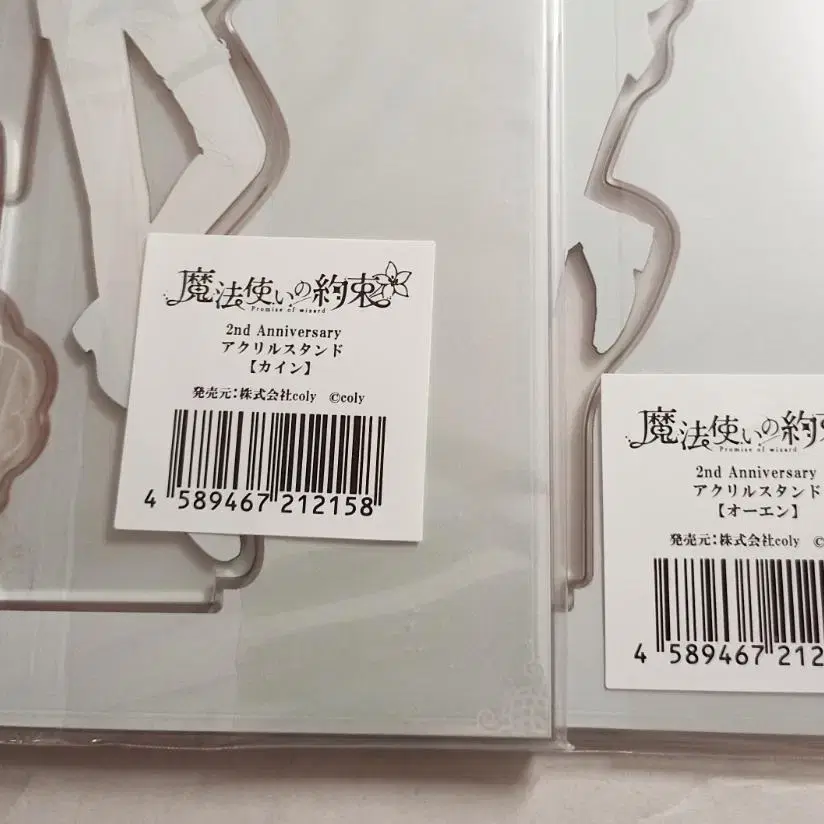 魔法使いの約束
Promise of wizard
2nd Anniversary
アクリルスタンド
【カイン】
発売元:株式会社coly ©coly
4 589467 212158
魔法使いの約束
Promise of wizard
2nd Anniversary
アクリルスタンド
【オーエン】
発売元:株式会社coly ©
4 589467 212